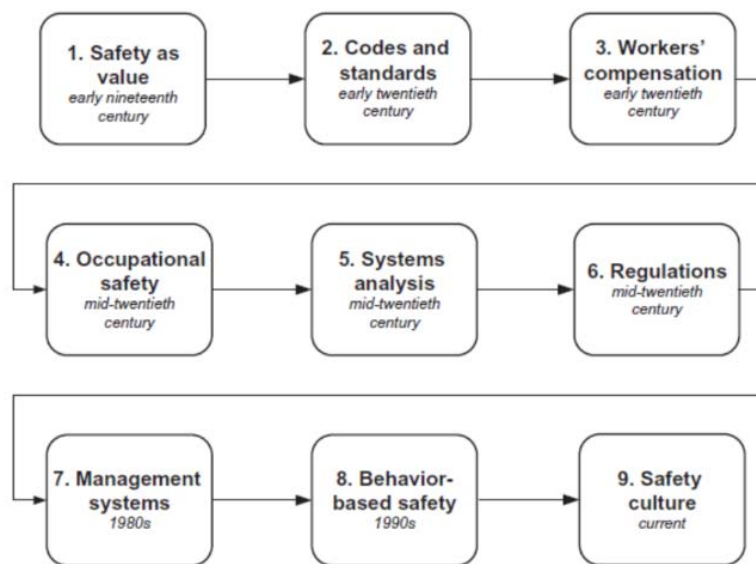 1. Safety as
value
early nineteenth
century
2. Codes and
standards
early twentieth
century
3. Workers’
compensation
early twentieth
century
4. Occupational
safety
mid-twentieth
century
5. Systems
analysis
mid-twentieth
century
6. Regulations
mid-twentieth
century
7. Management
systems
1980s
8. Behavior-
based safety
1990s
9. Safety
culture
current